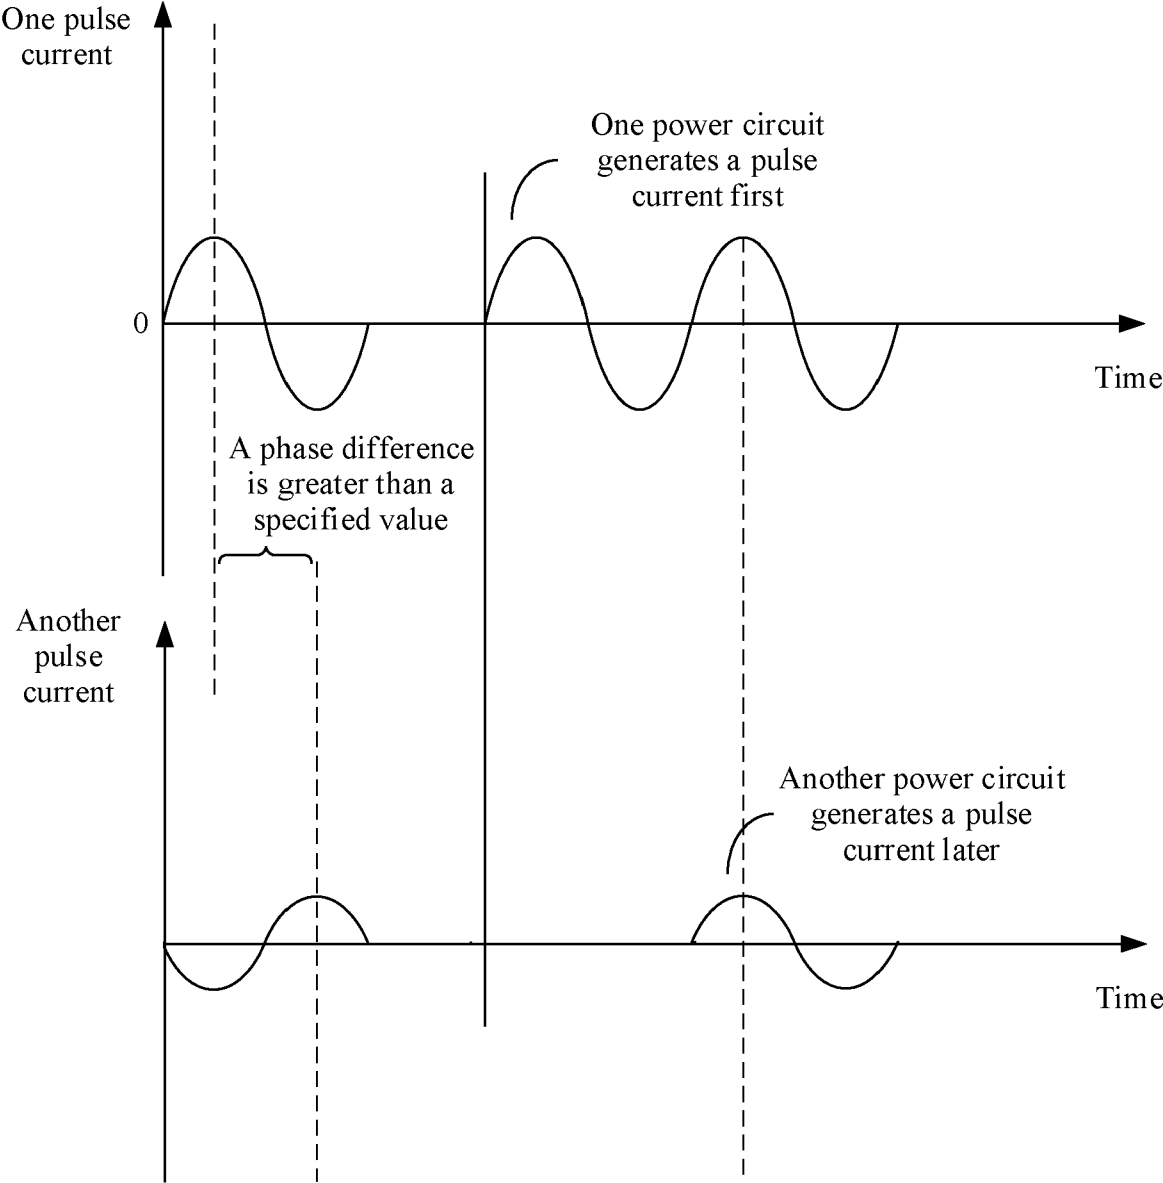 One pulse
current
One power circuit
generates a pulse
current first
0
Time
A phase difference
is greater than a
specified value
Another
pulse
current
Another power circuit
generates a pulse
current later
Time